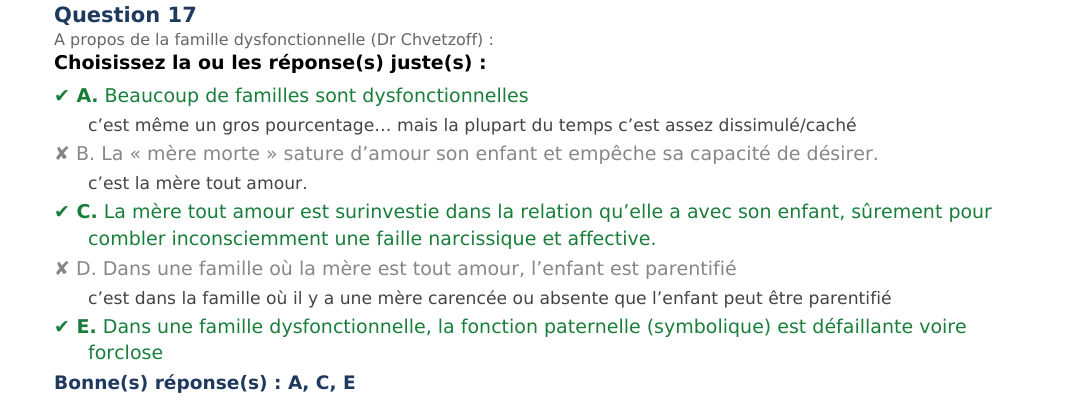 Question 17
A propos de la famille dysfonctionnelle (Dr Chvetzoff) :
Choisissez la ou les réponse(s) juste(s) :
✔ A. Beaucoup de familles sont dysfonctionnelles
c’est même un gros pourcentage… mais la plupart du temps c’est assez dissimulé/caché
✘ B. La « mère morte » sature d’amour son enfant et empêche sa capacité de désirer.
c’est la mère tout amour.
✔ C. La mère tout amour est surinvestie dans la relation qu’elle a avec son enfant, sûrement pour
combler inconsciemment une faille narcissique et affective.
✘ D. Dans une famille où la mère est tout amour, l’enfant est parentifié
c’est dans la famille où il y a une mère carencée ou absente que l’enfant peut être parentifié
✔ E. Dans une famille dysfonctionnelle, la fonction paternelle (symbolique) est défaillante voire
forclose
Bonne(s) réponse(s) : A, C, E